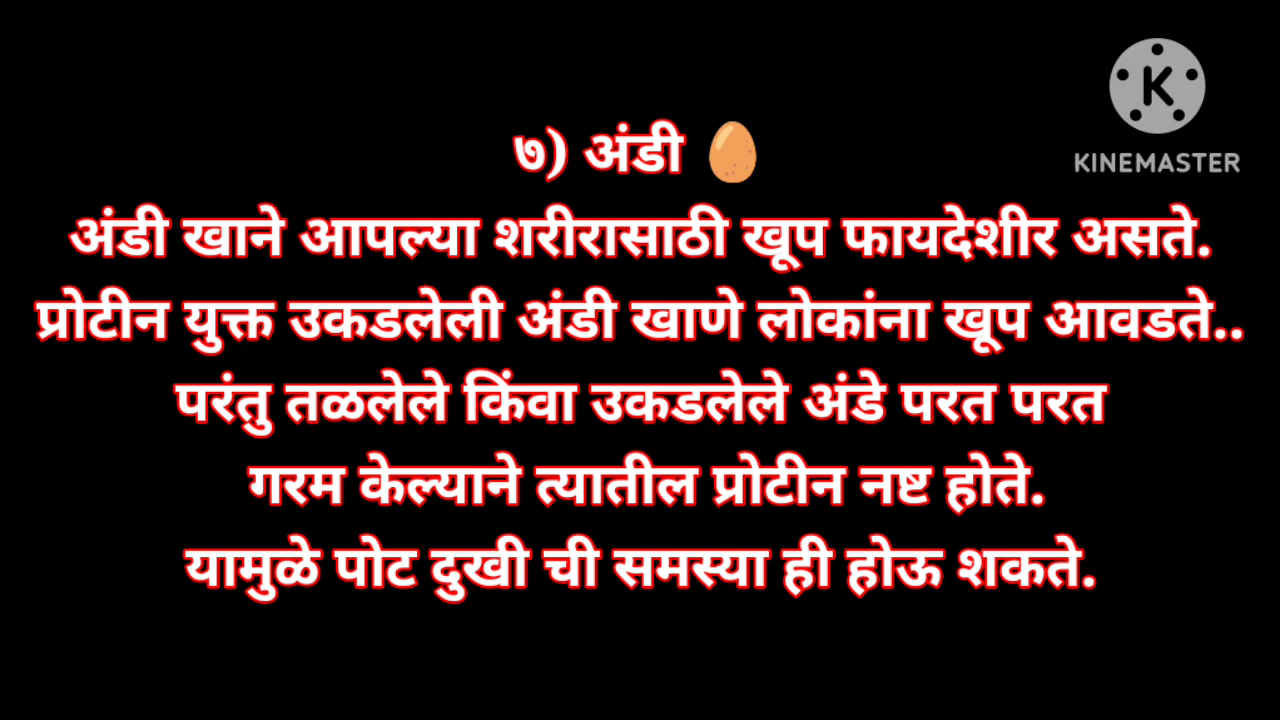 KINEMASTER
७) अंडी 🥚
अंडी खाने आपल्या शरीरासाठी खूप फायदेशीर असते.
प्रोटीन युक्त उकडलेली अंडी खाणे लोकांना खूप आवडते..
परंतु तळलेले किंवा उकडलेले अंडे परत परत
गरम केल्याने त्यातील प्रोटीन नष्ट होते.
यामुळे पोट दुखी ची समस्या ही होऊ शकते.